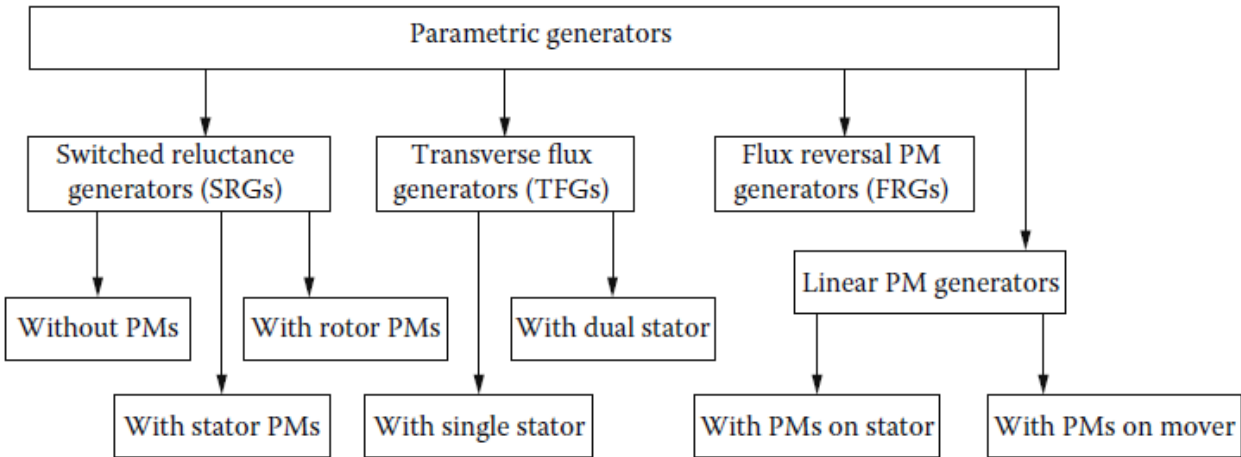 Parametric generators
Switched reluctance
generators (SRGs)
Transverse flux
generators (TFGs)
Flux reversal PM
generators (FRGs)
Linear PM generators
Without PMs
With rotor PMs
With dual stator
With stator PMs
With single stator
With PMs on stator
With PMs on mover